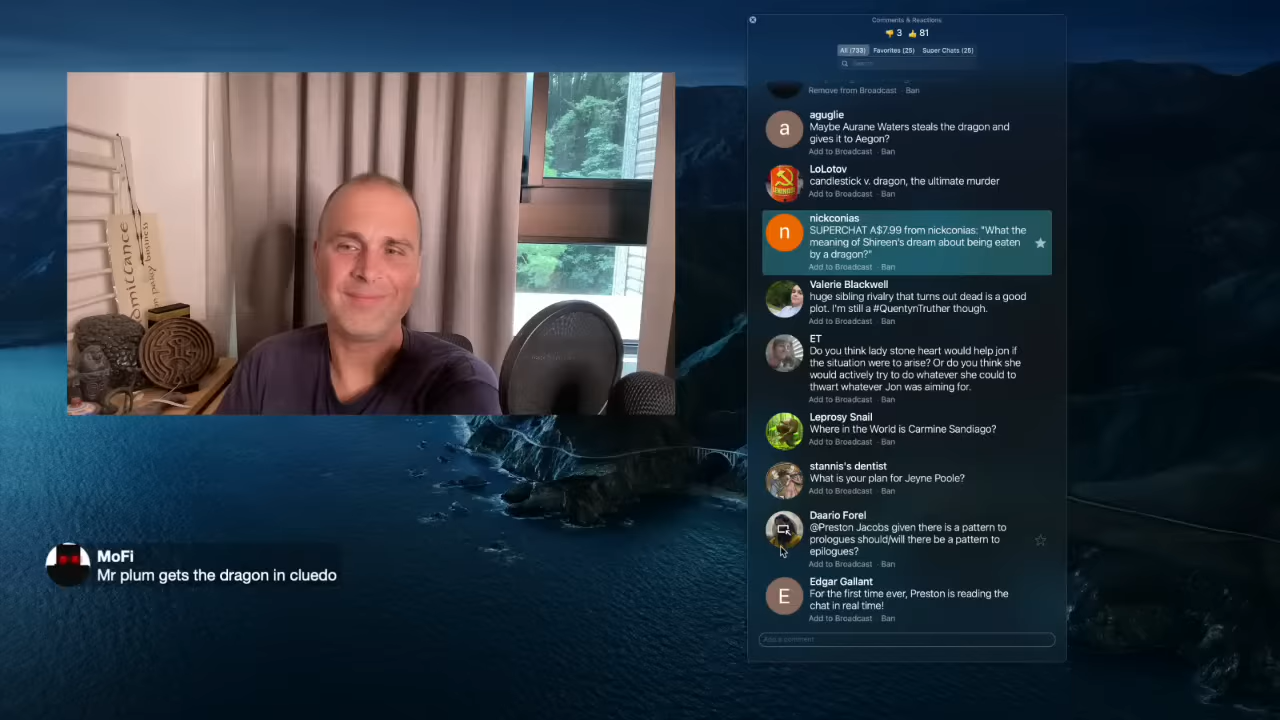 Comments & Reactions
3 81
All (733) Favorites (25) Super Chats (25)
Search
Remove from Broadcast Ban
aguglie
a
Maybe Aurane Waters steals the dragon and
gives it to Aegon?
Add to Broadcast Ban
LoLotov
candlestick v. dragon, the ultimate murder
Add to Broadcast Ban
nickconias
n
SUPERCHAT A$7.99 from nickconias: "What the
meaning of Shireen's dream about being eaten
by a dragon?"
Add to Broadcast Ban
Valerie Blackwell
huge sibling rivalry that turns out dead is a good
plot. I'm still a #QuentynTruther though.
Add to Broadcast Ban
ET
Do you think lady stone heart would help jon if
the situation were to arise? Or do you think she
would actively try to do whatever she could to
thwart whatever Jon was aiming for.
Add to Broadcast Ban
Leprosy Snail
Where in the World is Carmine Sandiago?
Add to Broadcast Ban
stannis's dentist
What is your plan for Jeyne Poole?
Add to Broadcast Ban
Daario Forel
@Preston Jacobs given there is a pattern to
prologues should/will there be a pattern to
epilogues?
Add to Broadcast Ban
Edgar Gallant
E
For the first time ever, Preston is reading the
chat in real time!
Add to Broadcast Ban
Add a comment
MoFi
Mr plum gets the dragon in cluedo